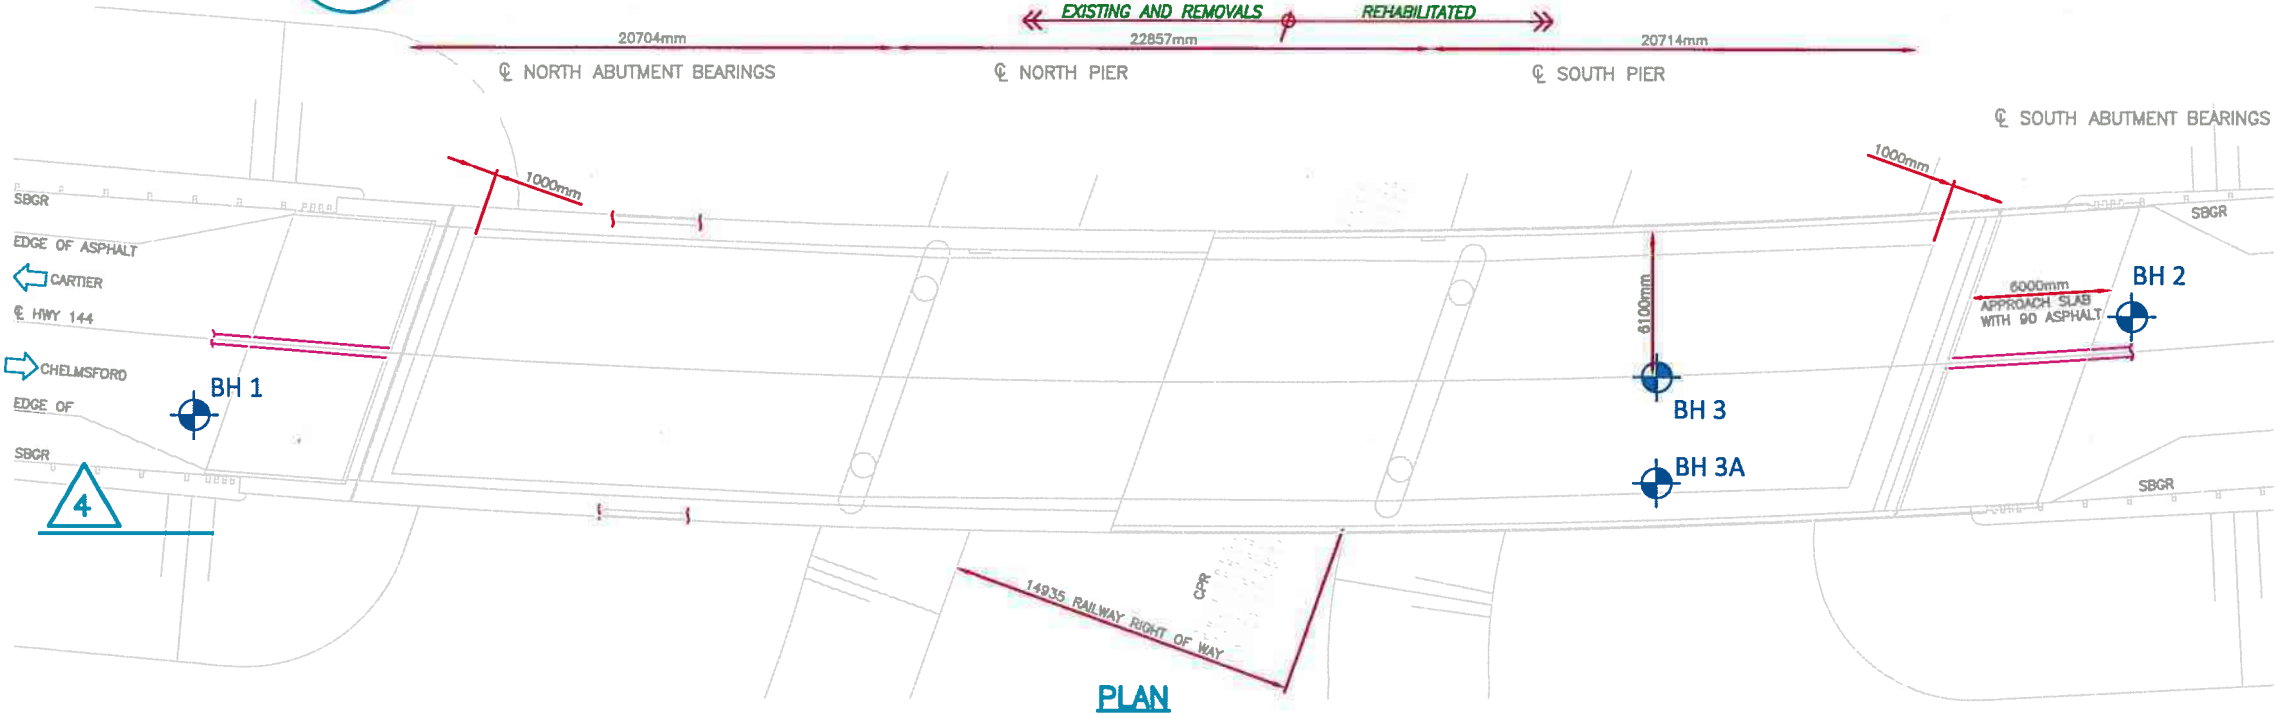 EXISTING AND REMOVALS
REHABILITATED
20704mm
22857mm
20714mm
℄ NORTH ABUTMENT BEARINGS
℄ NORTH PIER
℄ SOUTH PIER
℄ SOUTH ABUTMENT BEARINGS
1000mm
1000mm
SBGR
SBGR
EDGE OF ASPHALT
CARTIER
℄ HWY 144
CHELMSFORD
BH 1
EDGE OF
SBGR
4
6100mm
BH 3
BH 3A
6000mm
APPROACH SLAB
WITH 90 ASPHALT
BH 2
SBGR
CPR
14935 RAILWAY RIGHT OF WAY
PLAN